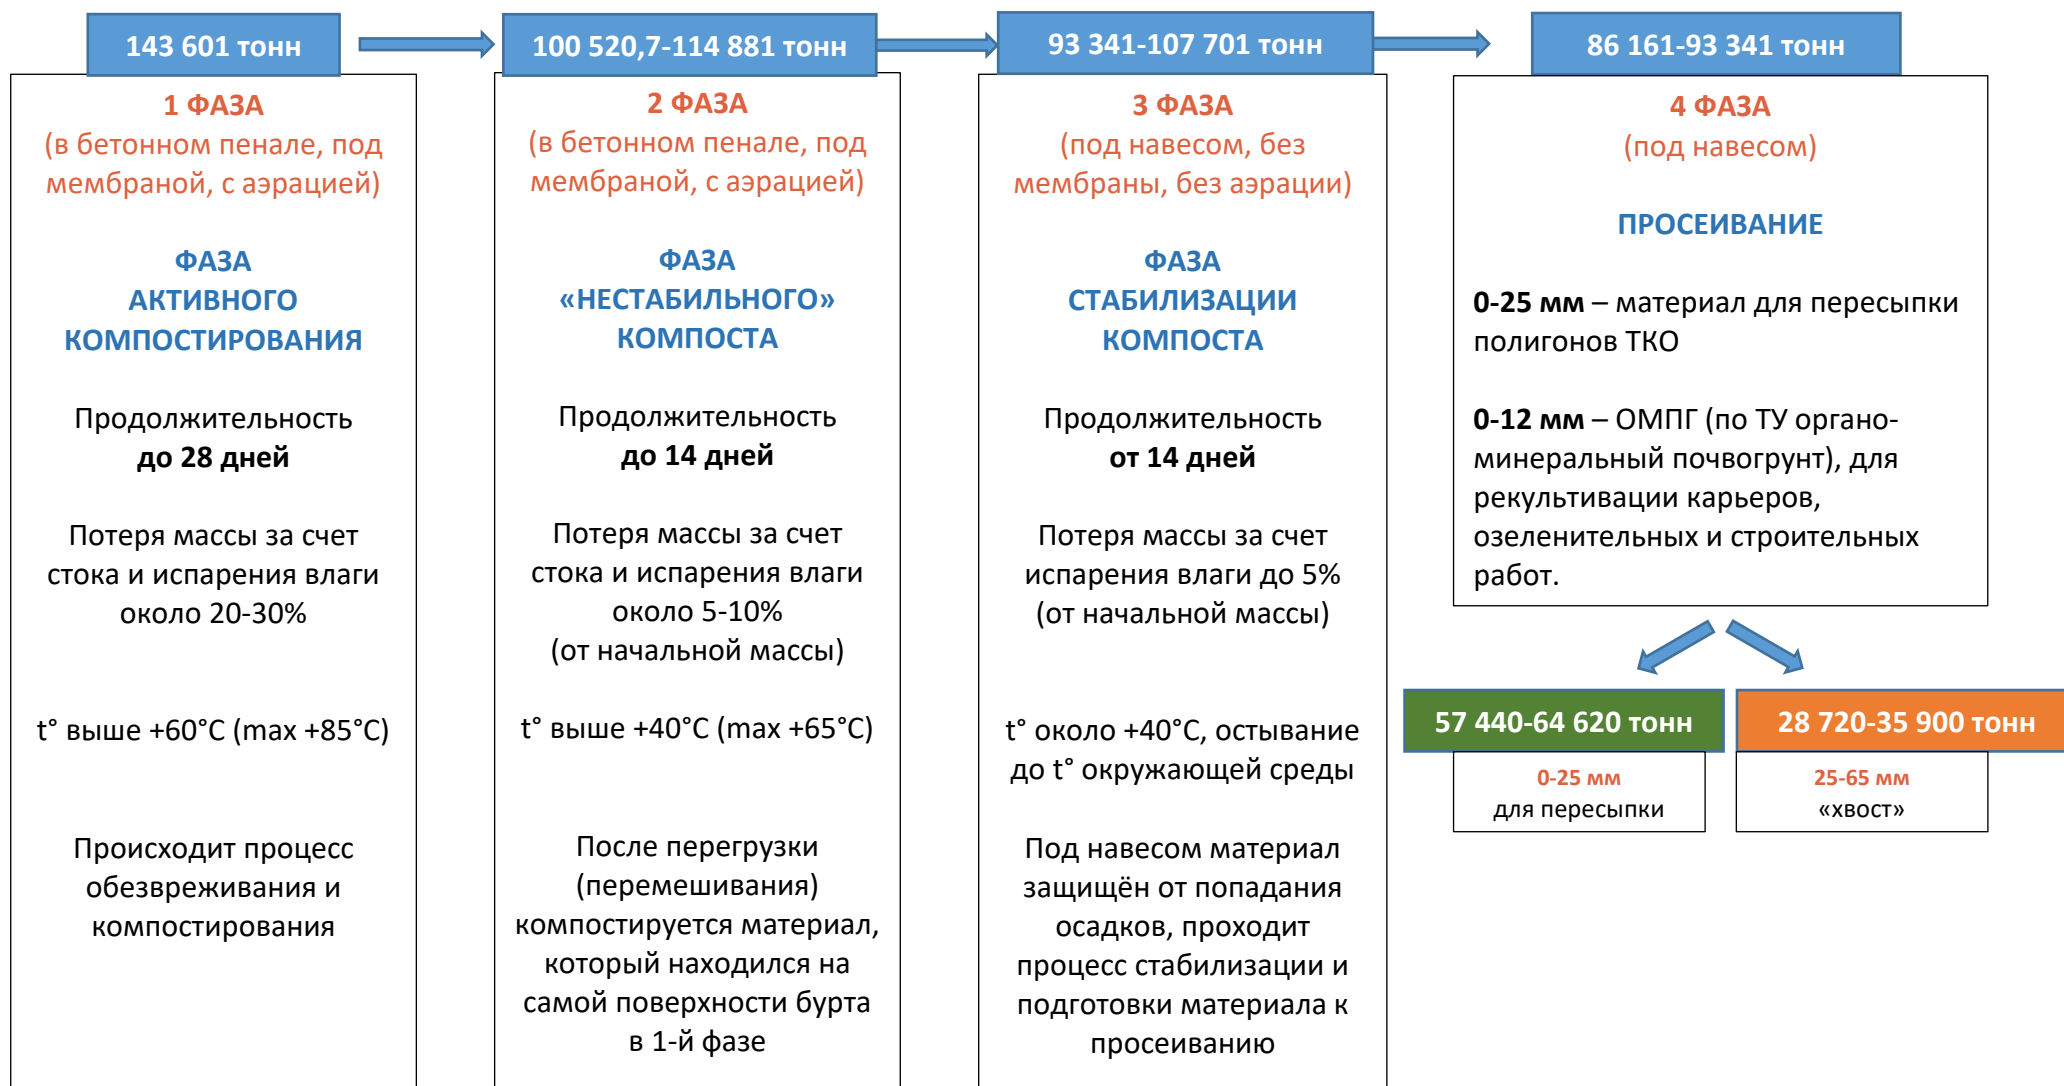 143 601 тонн
100 520,7-114 881 тонн
93 341-107 701 тонн
86 161-93 341 тонн
1 ФАЗА
(в бетонном пенале, под
мембраной, с аэрацией)
ФАЗА
АКТИВНОГО
КОМПОСТИРОВАНИЯ
Продолжительность
до 28 дней
Потеря массы за счет
стока и испарения влаги
около 20-30%
t° выше +60°C (max +85°C)
Происходит процесс
обезвреживания и
компостирования
2 ФАЗА
(в бетонном пенале, под
мембраной, с аэрацией)
ФАЗА
«НЕСТАБИЛЬНОГО»
КОМПОСТА
Продолжительность
до 14 дней
Потеря массы за счет
стока и испарения влаги
около 5-10%
(от начальной массы)
t° выше +40°C (max +65°C)
После перегрузки
(перемешивания)
компостируется материал,
который находился на
самой поверхности бурта
в 1-й фазе
3 ФАЗА
(под навесом, без
мембраны, без аэрации)
ФАЗА
СТАБИЛИЗАЦИИ
КОМПОСТА
Продолжительность
от 14 дней
Потеря массы за счет
испарения влаги до 5%
(от начальной массы)
t° около +40°C, остывание
до t° окружающей среды
Под навесом материал
защищён от попадания
осадков, проходит
процесс стабилизации и
подготовки материала к
просеиванию
4 ФАЗА
(под навесом)
ПРОСЕИВАНИЕ
0-25 мм – материал для пересыпки
полигонов ТКО
0-12 мм – ОМПГ (по ТУ органо-
минеральный почвогрунт), для
рекультивации карьеров,
озеленительных и строительных
работ.
57 440-64 620 тонн
28 720-35 900 тонн
0-25 мм
для пересыпки
25-65 мм
«хвост»